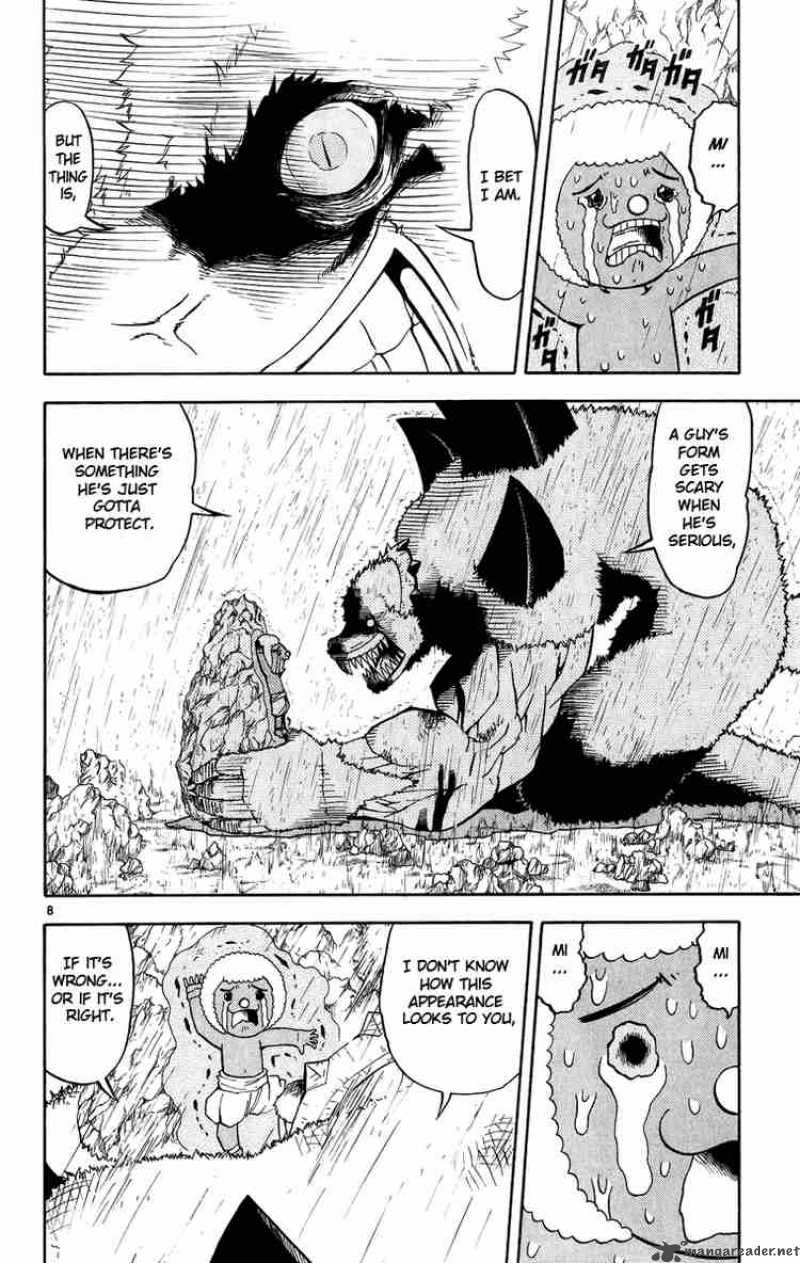 ガタ
ガタ
MI
...
ガタ
ガタ
I BET
I AM.
BUT
THE
THING
IS,
A GUY'S
FORM
GETS
SCARY
WHEN
HE'S
SERIOUS,
WHEN THERE'S
SOMETHING
HE'S JUST
GOTTA
PROTECT.
8
MI
...
MI
...
I DON'T KNOW
HOW THIS
APPEARANCE
LOOKS TO YOU,
IF IT'S
WRONG...
OR IF IT'S
RIGHT.
mangareader.net